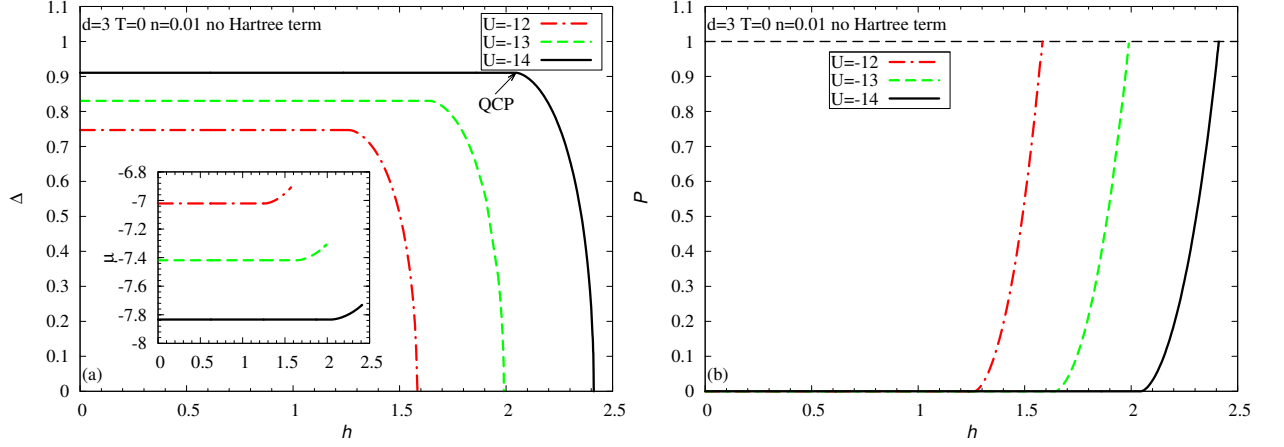 d=3 T=0 n=0.01 no Hartree term
U=-12
U=-13
U=-14
QCP
1.1
1
0.9
0.8
0.7
0.6
0.5
0.4
0.3
0.2
0.1
0
Δ
-6.8
-7
-7.2
-7.4
-7.6
-7.8
-8
μ
0 0.5 1 1.5 2 2.5
(a)
0 0.5 1 1.5 2 2.5
h
d=3 T=0 n=0.01 no Hartree term
U=-12
U=-13
U=-14
1.1
1
0.9
0.8
0.7
0.6
0.5
0.4
0.3
0.2
0.1
0
P
(b)
0 0.5 1 1.5 2 2.5
h